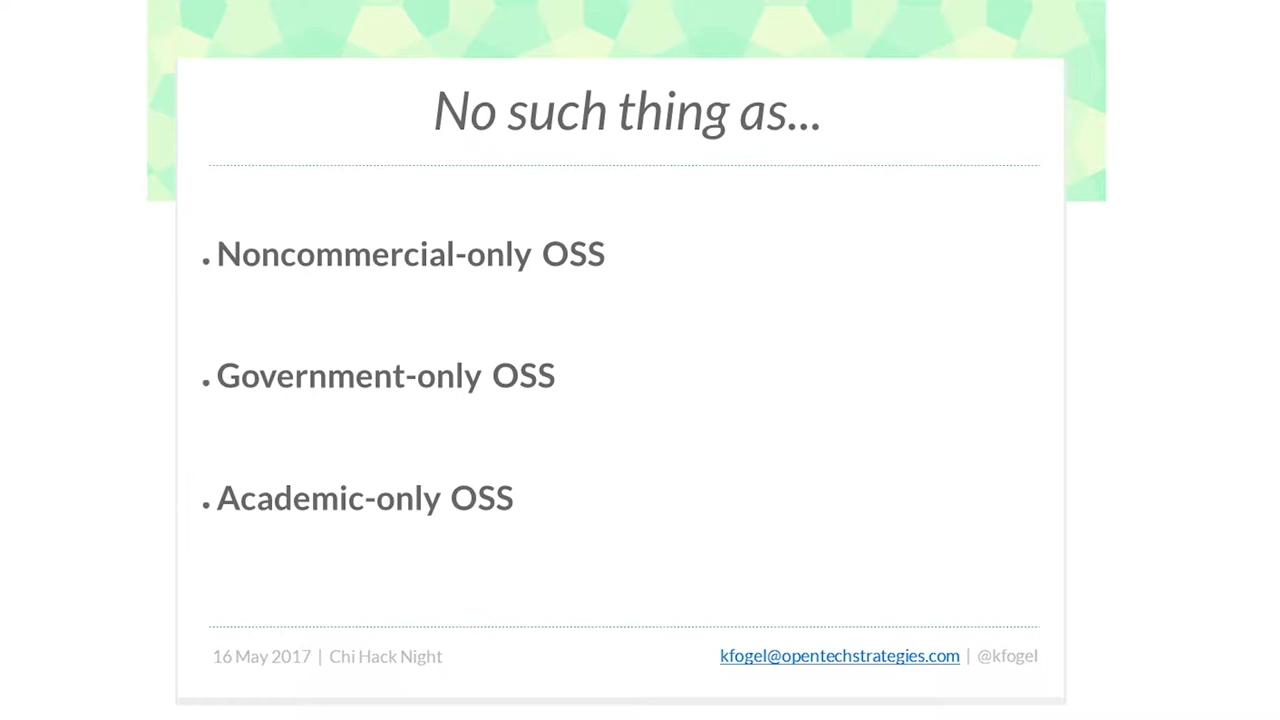 No such thing as...
. Noncommercial-only OSS
. Government-only OSS
. Academic-only OSS
16 May 2017 | Chi Hack Night
kfogel@opentechstrategies.com | @kfogel